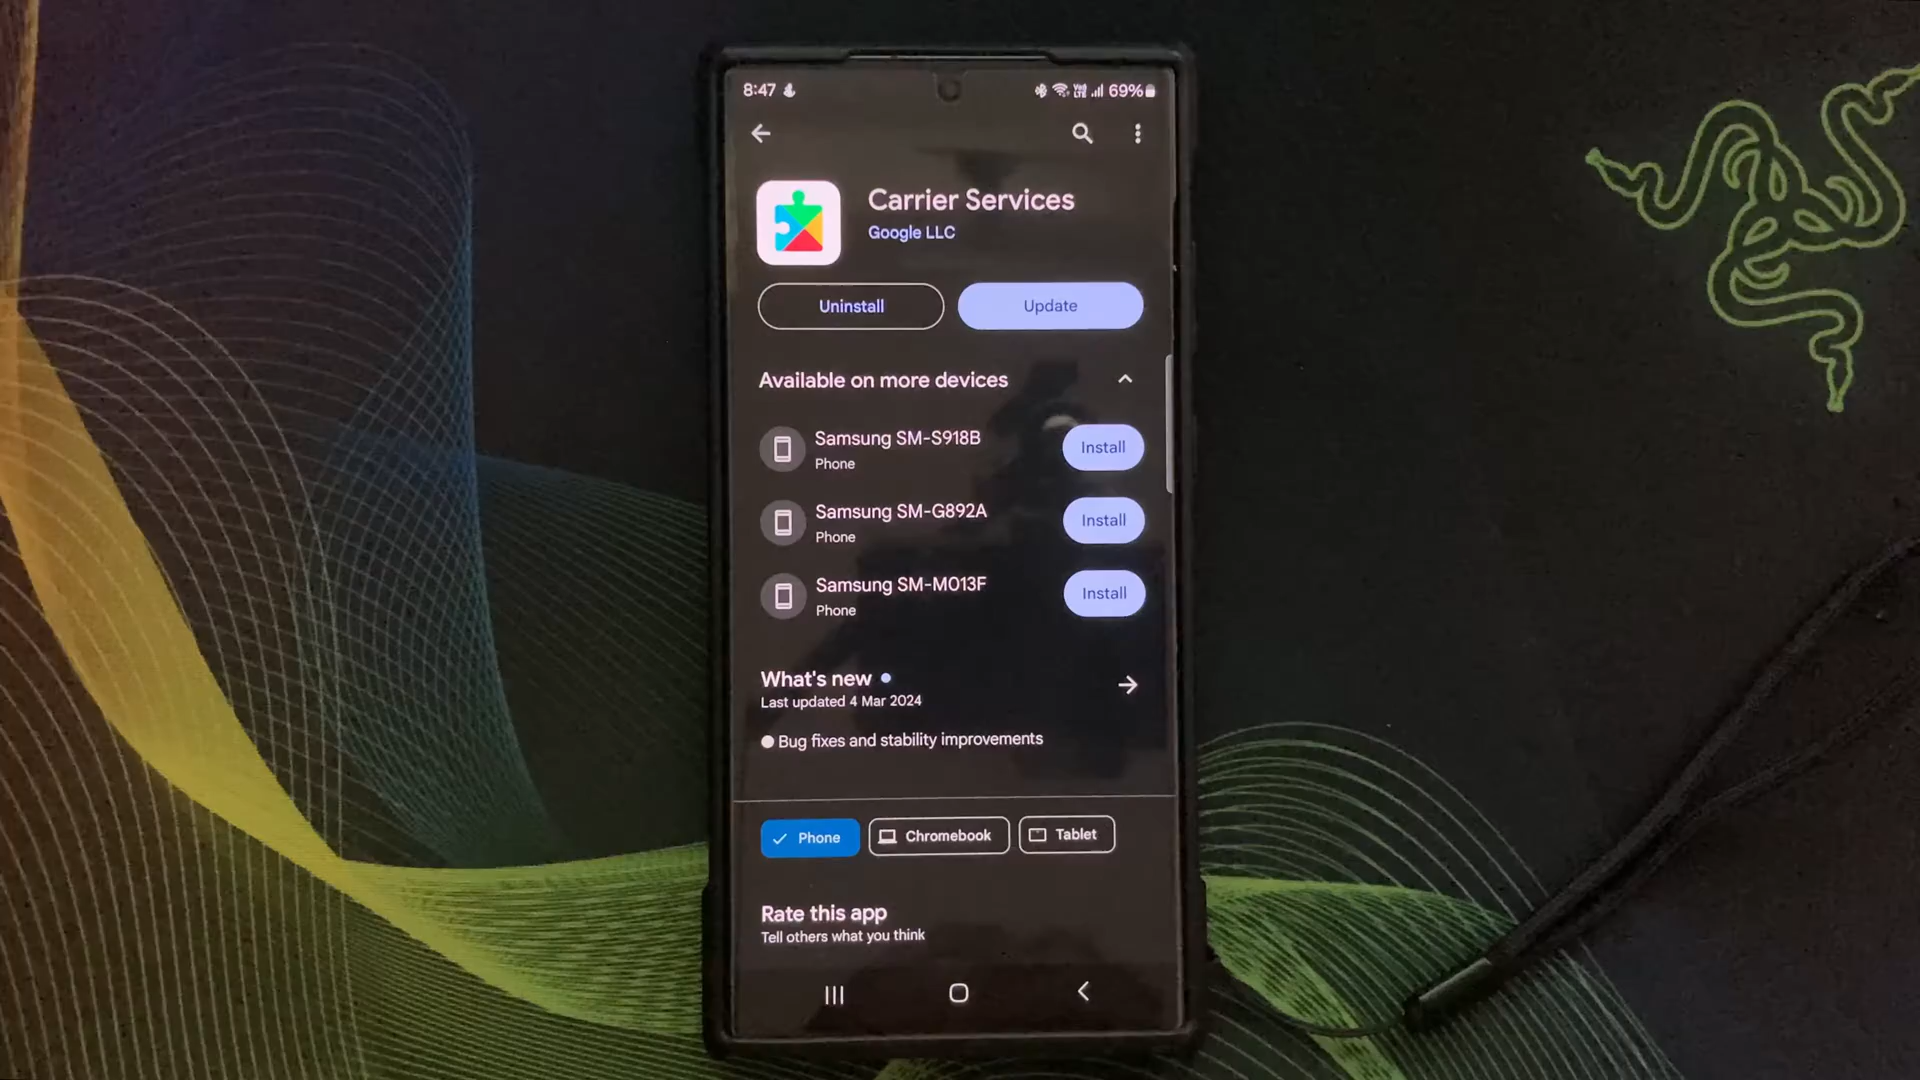 8:47
VoLTE 69%
Carrier Services
Google LLC
Uninstall
Update
Available on more devices
Samsung SM-S918B
Phone
Install
Samsung SM-G892A
Phone
Install
Samsung SM-M013F
Phone
Install
What's new
Last updated 4 Mar 2024
Bug fixes and stability improvements
Phone
Chromebook
Tablet
Rate this app
Tell others what you think